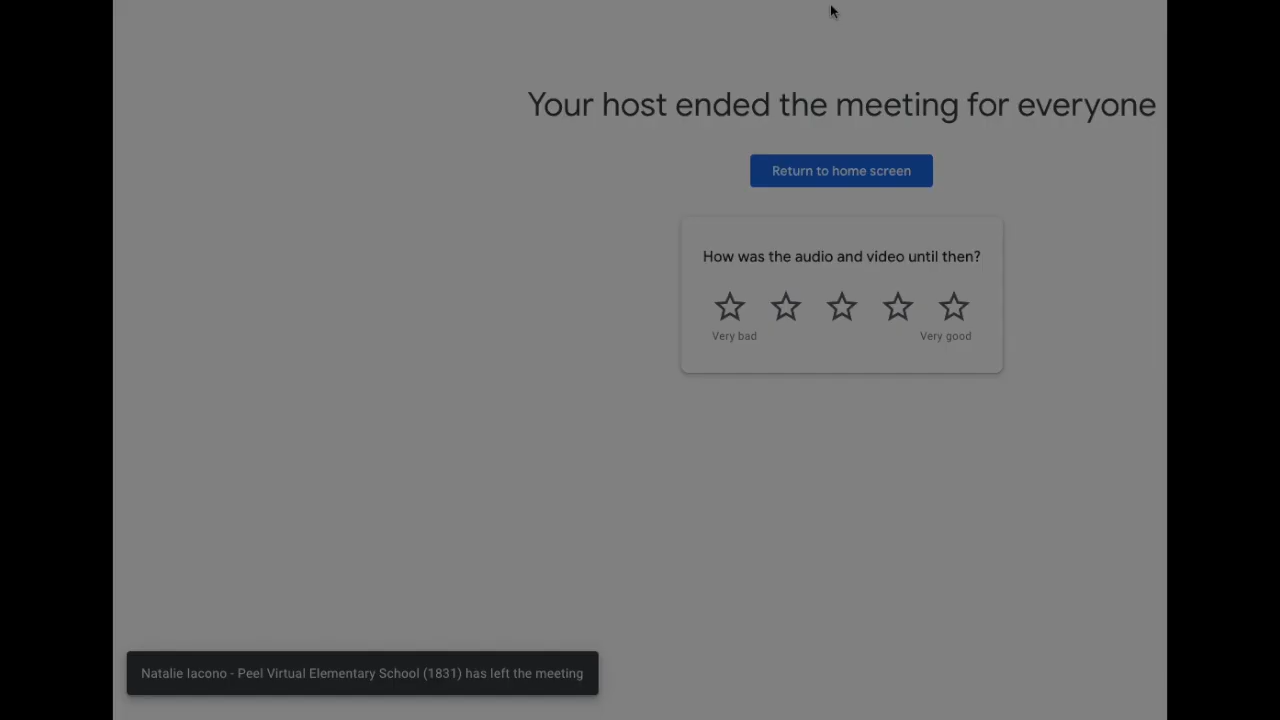 Your host ended the meeting for everyone
Return to home screen
How was the audio and video until then?
Very bad
Very good
Natalie Iacono - Peel Virtual Elementary School (1831) has left the meeting